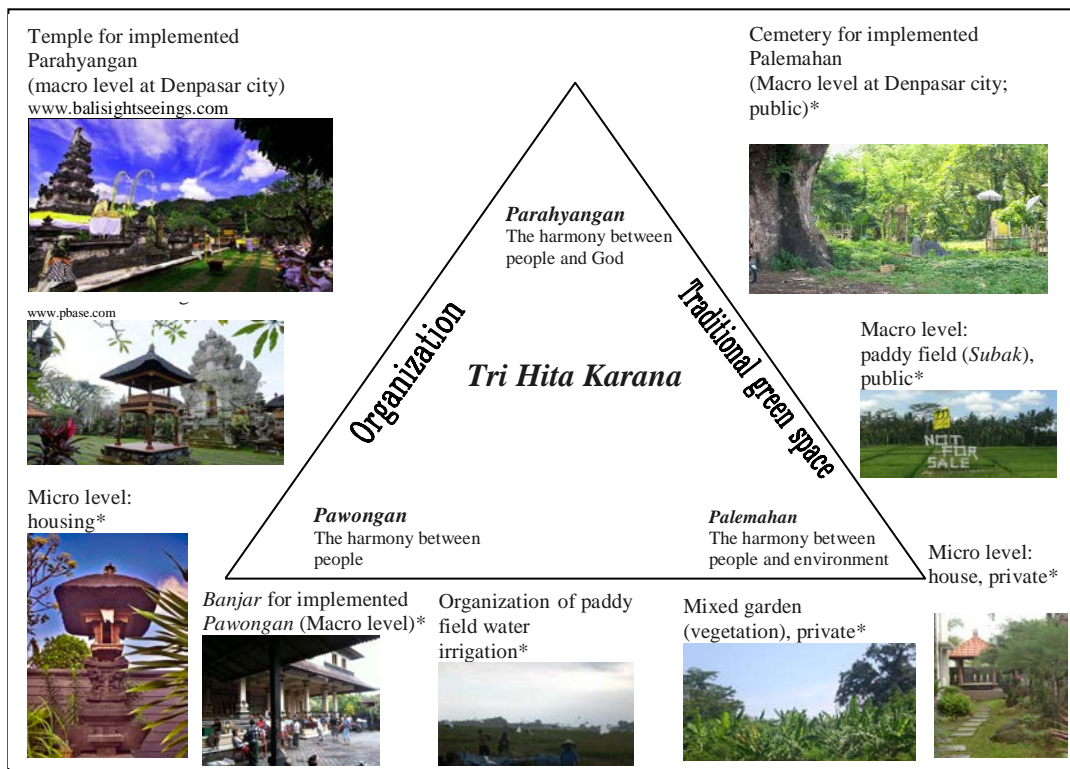 Temple for implemented
Parahyangan
(macro level at Denpasar city)
www.balisightseeings.com
www.pbase.com
Micro level:
housing*
Cemetery for implemented
Palemahan
(Macro level at Denpasar city;
public)*
Macro level:
paddy field (Subak),
public*
NOT
FOR
SALE
Parahyangan
The harmony between
people and God
Organization
Traditional green space
Tri Hita Karana
Pawongan
The harmony between
people
Palemahan
The harmony between
people and environment
Micro level:
house, private*
Banjar for implemented
Pawongan (Macro level)*
Organization of paddy
field water
irrigation*
Mixed garden
(vegetation), private*